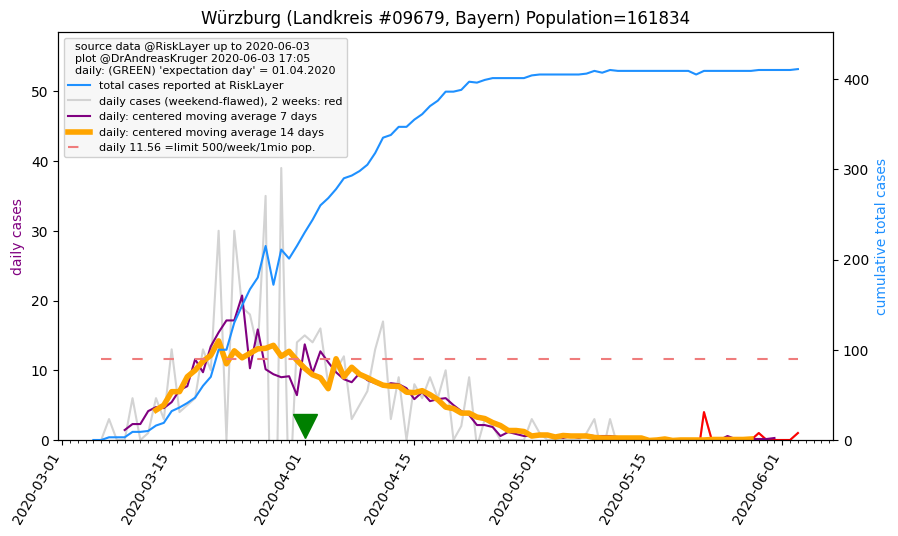 Würzburg (Landkreis #09679, Bayern) Population=161834
source data @RiskLayer up to 2020-06-03
plot @DrAndreasKruger 2020-06-03 17:05
daily: (GREEN) 'expectation day' = 01.04.2020
total cases reported at RiskLayer
daily cases (weekend-flawed), 2 weeks: red
daily: centered moving average 7 days
daily: centered moving average 14 days
daily 11.56 =limit 500/week/1mio pop.
daily cases
50
40
30
20
10
0
cumulative total cases
400
300
200
100
0
2020-03-01
2020-03-15
2020-04-01
2020-04-15
2020-05-01
2020-05-15
2020-06-01